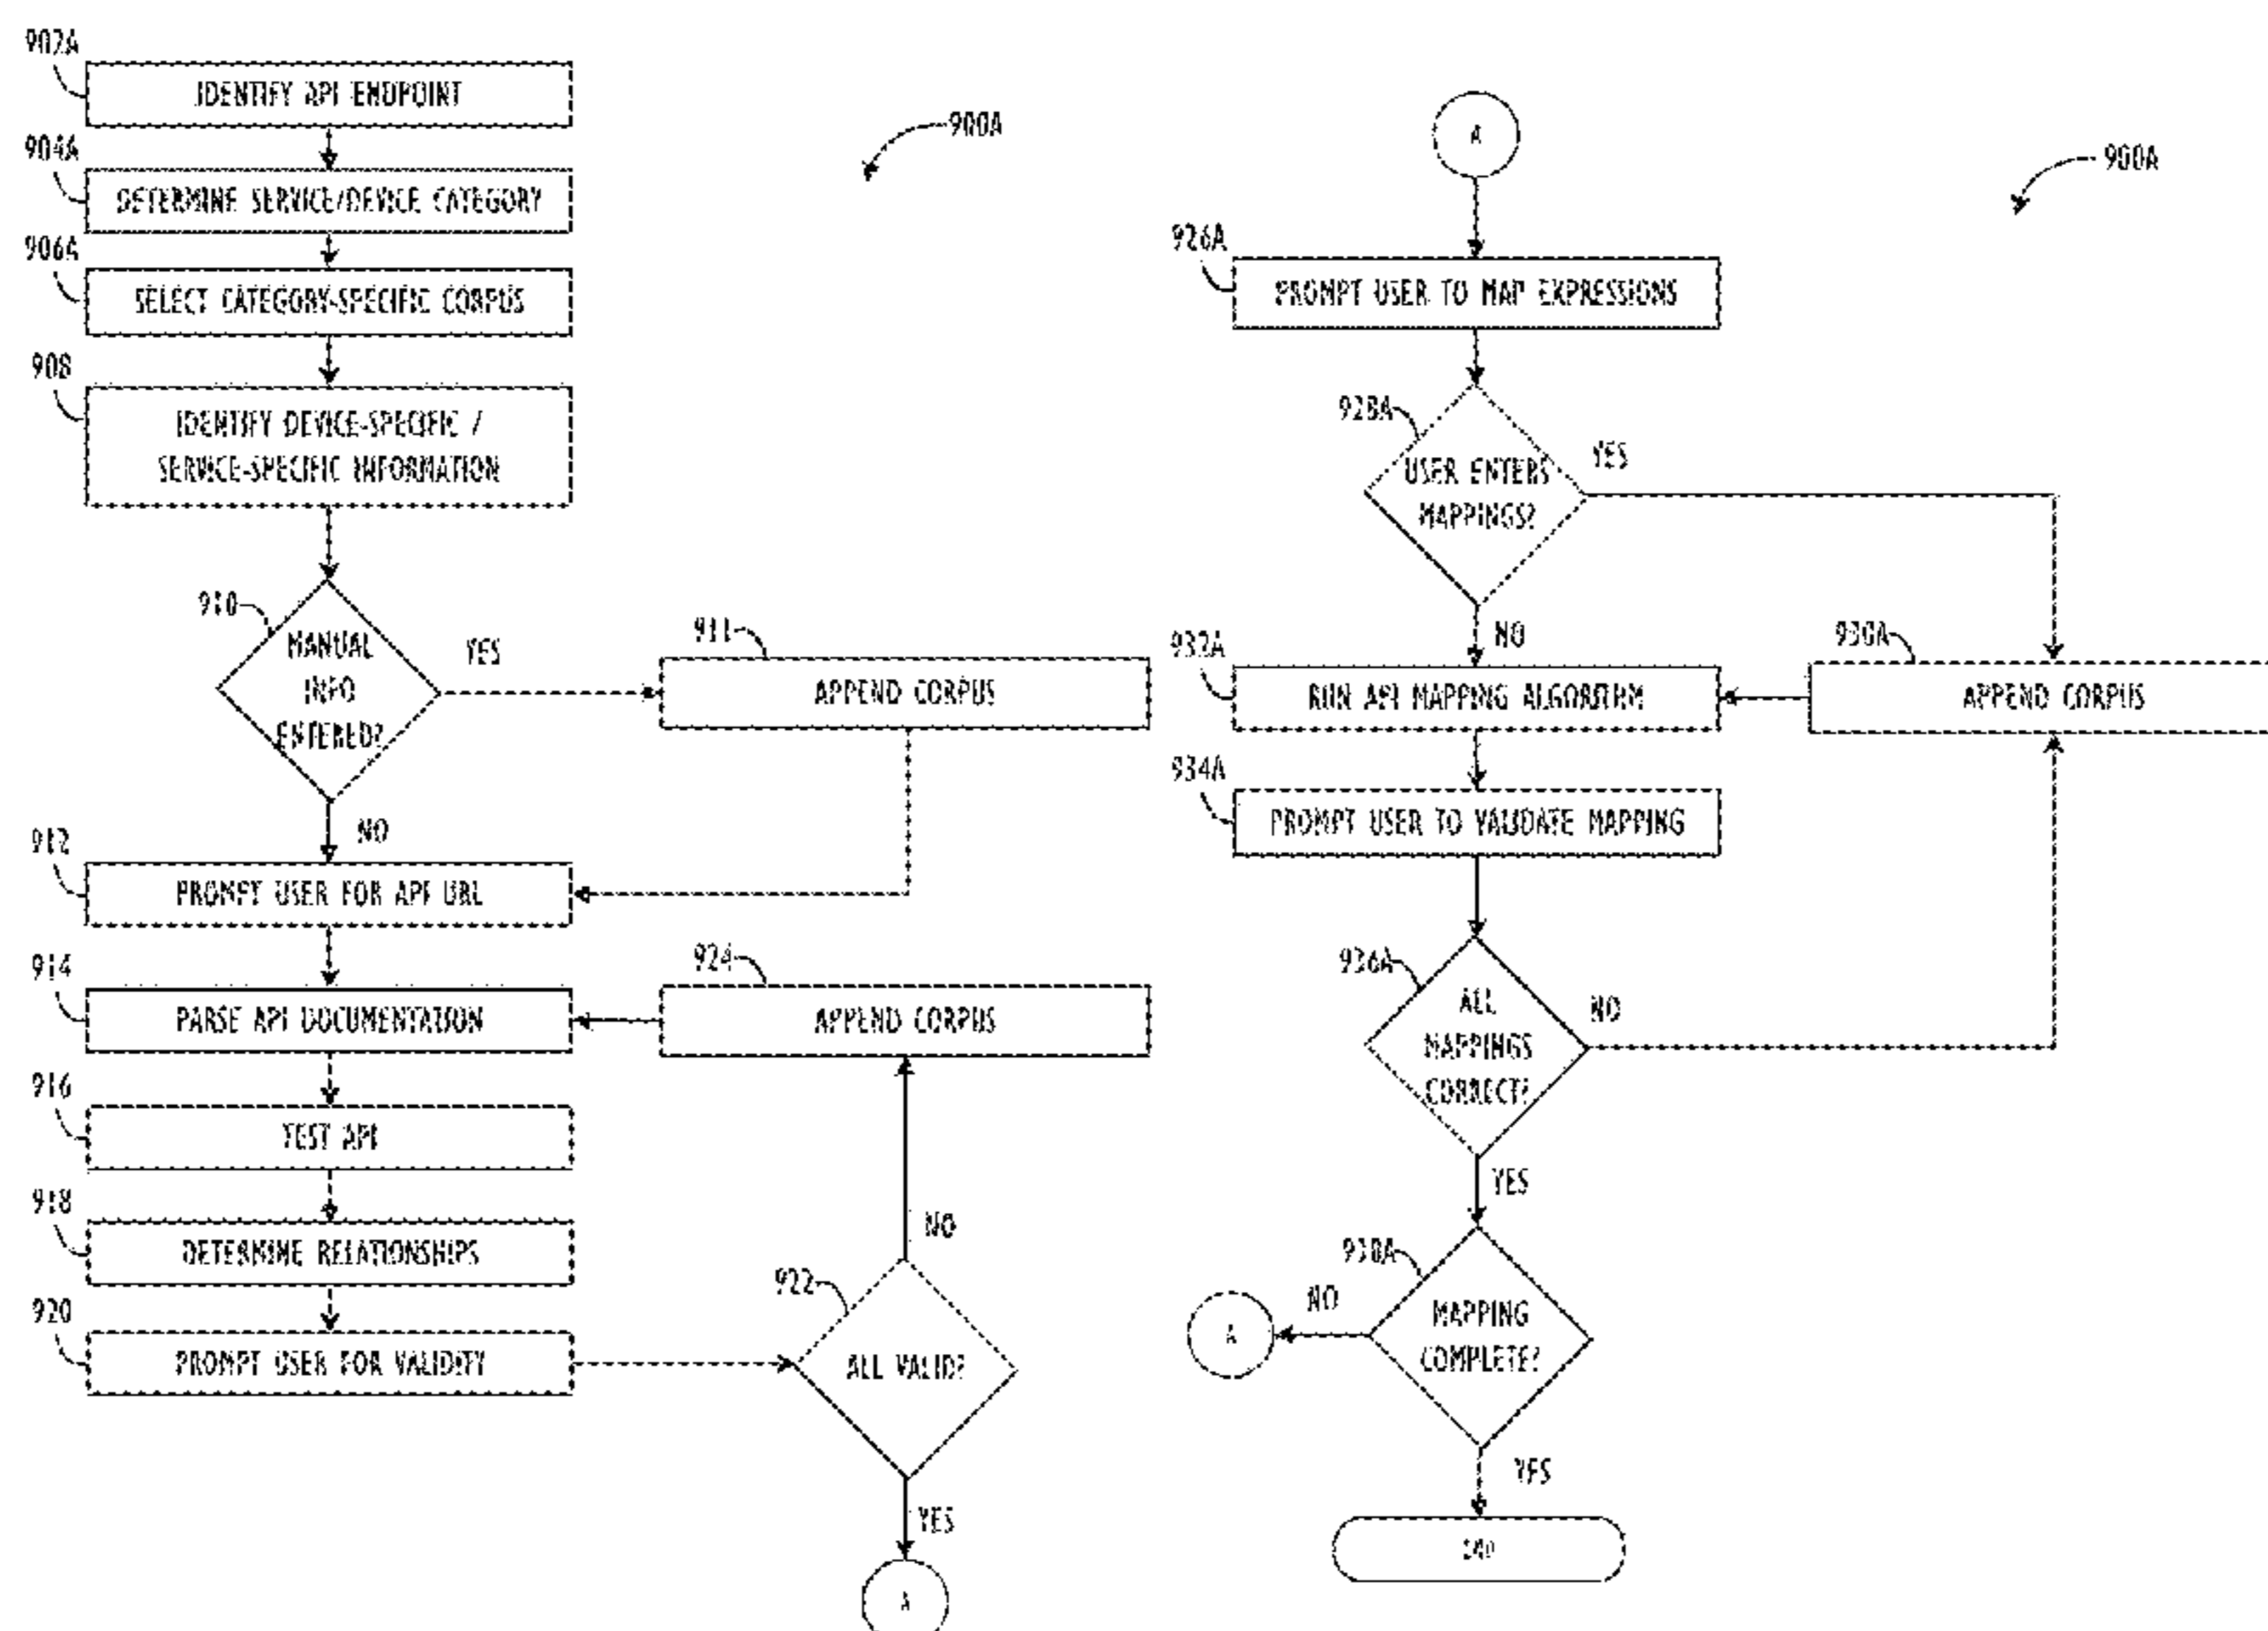 902A
IDENTIFY API ENDPOINT
904A
DETERMINE SERVICE/DEVICE CATEGORY
906A
SELECT CATEGORY-SPECIFIC CORPUS
908
IDENTIFY DEVICE-SPECIFIC /
SERVICE-SPECIFIC INFORMATION
900A
910
MANUAL
INFO
ENTERED?
YES
911
APPEND CORPUS
NO
912
PROMPT USER FOR API URL
914
PARSE API DOCUMENTATION
924
APPEND CORPUS
916
TEST API
918
DETERMINE RELATIONSHIPS
920
PROMPT USER FOR VALIDITY
922
ALL VALID?
NO
YES
A
A
900A
926A
PROMPT USER TO MAP EXPRESSIONS
928A
USER ENTERS
MAPPINGS?
YES
NO
932A
RUN API MAPPING ALGORITHM
930A
APPEND CORPUS
934A
PROMPT USER TO VALIDATE MAPPING
936A
ALL
MAPPINGS
CORRECT?
NO
YES
938A
MAPPING
COMPLETE?
NO
A
YES
END